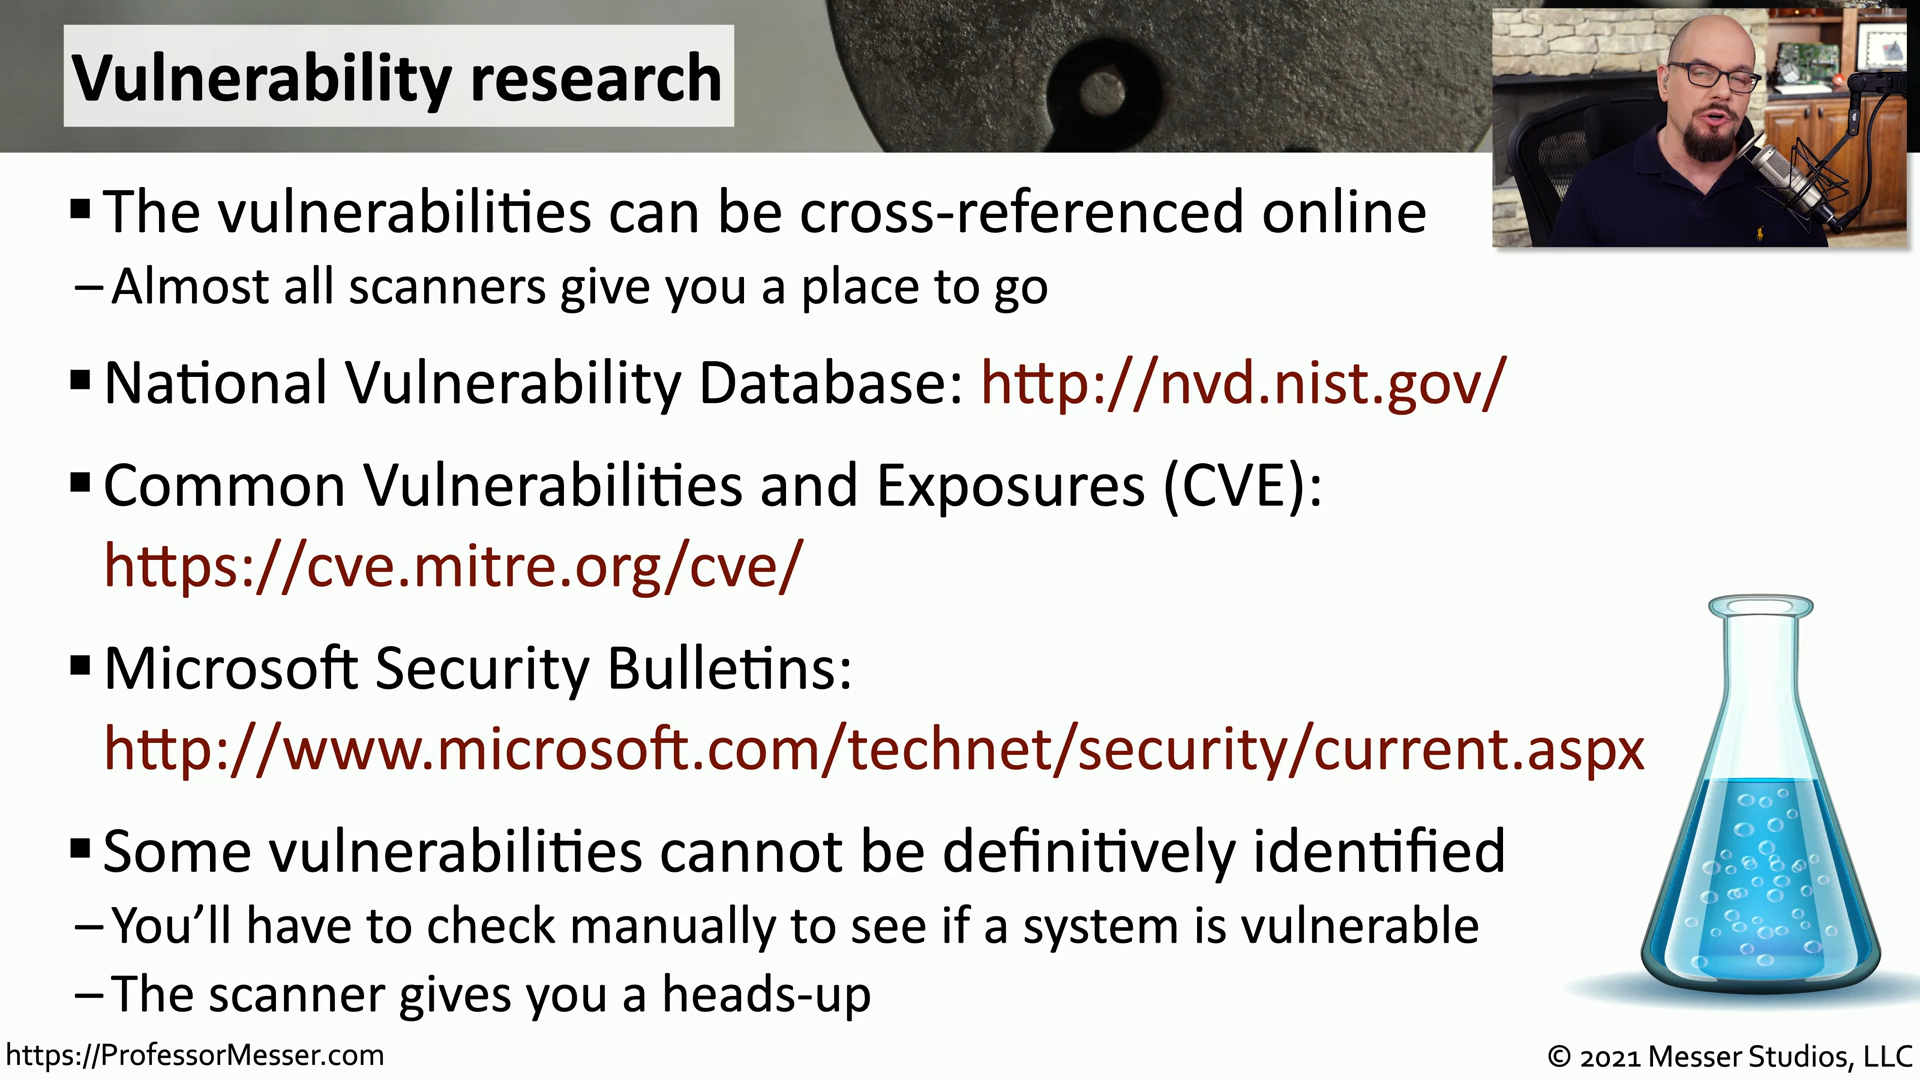 Vulnerability research
▪ The vulnerabilities can be cross-referenced online
– Almost all scanners give you a place to go
▪ National Vulnerability Database: http://nvd.nist.gov/
▪ Common Vulnerabilities and Exposures (CVE):
https://cve.mitre.org/cve/
▪ Microsoft Security Bulletins:
http://www.microsoft.com/technet/security/current.aspx
▪ Some vulnerabilities cannot be definitively identified
– You’ll have to check manually to see if a system is vulnerable
– The scanner gives you a heads-up
https://ProfessorMesser.com
© 2021 Messer Studios, LLC